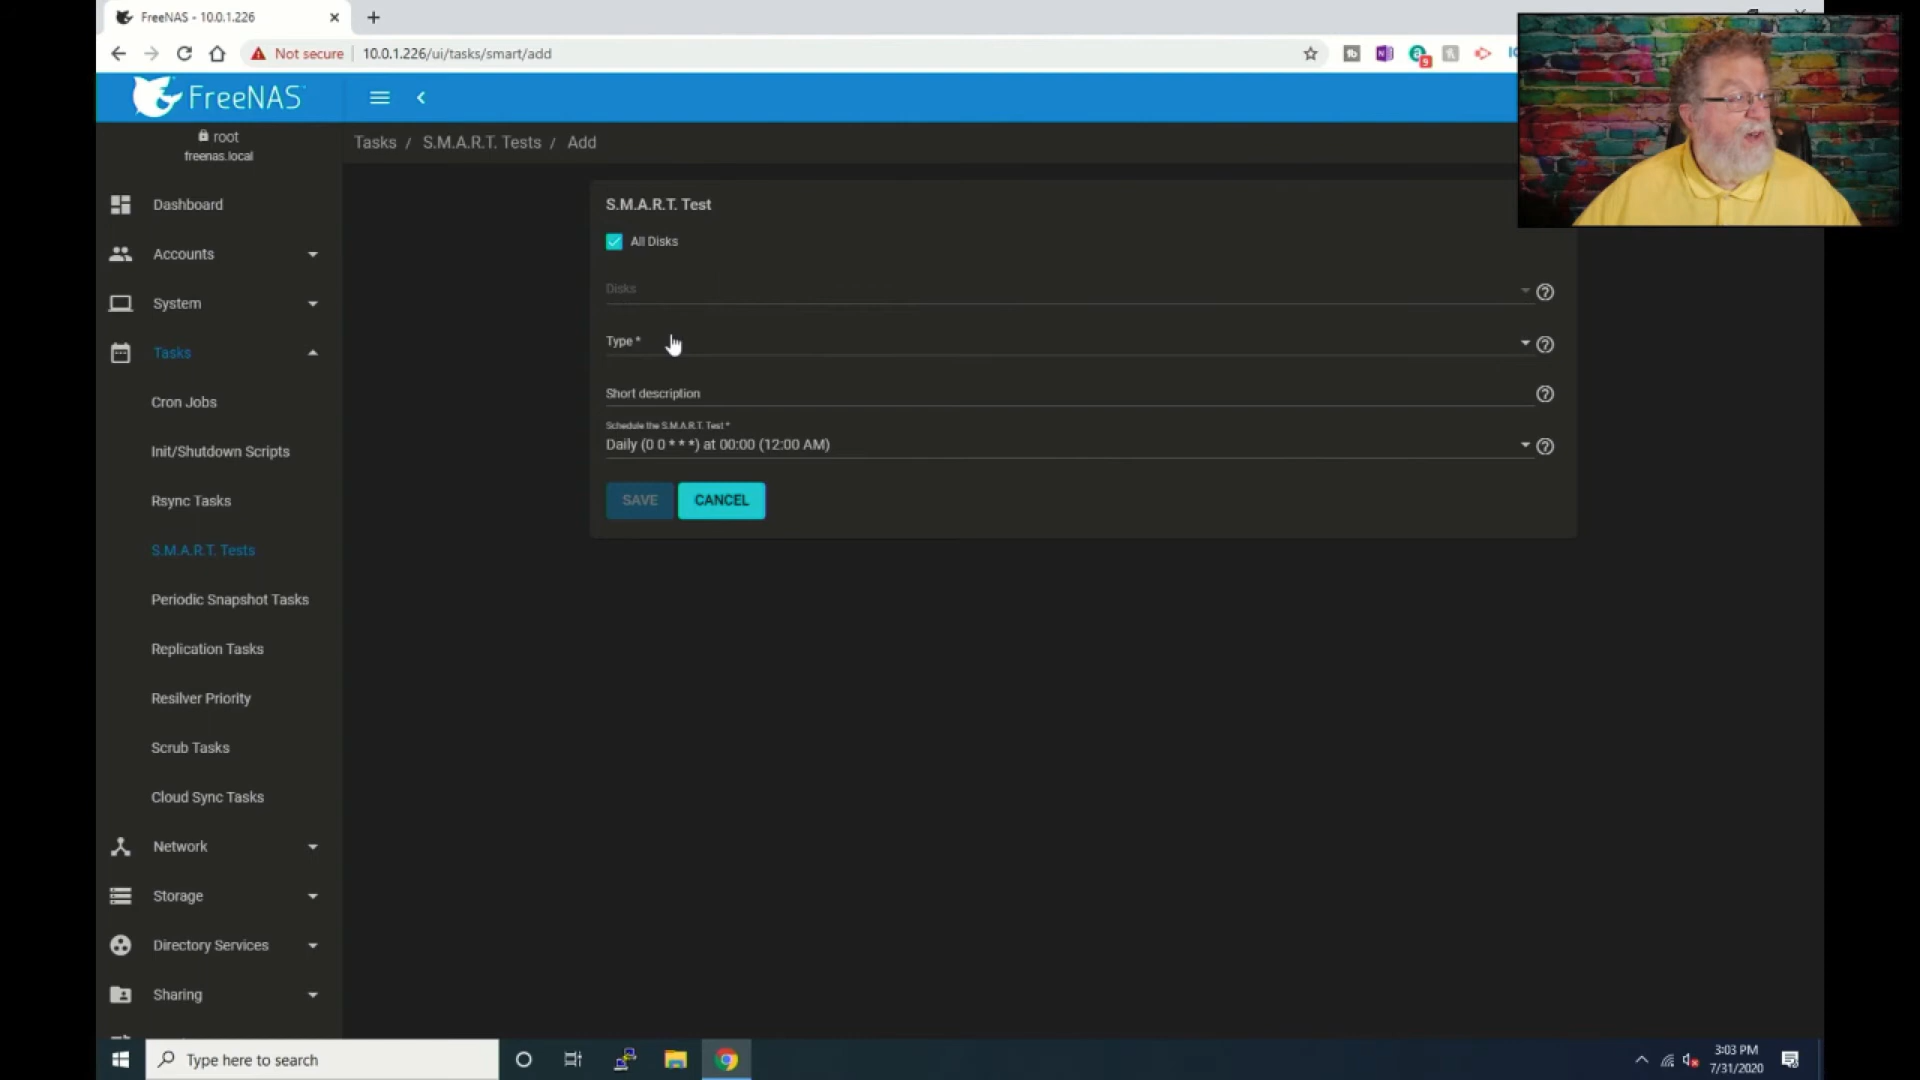 FreeNAS - 10.0.1.226
Not secure
10.0.1.226/ui/tasks/smart/add
9
FreeNAS
root
freenas.local
Tasks / S.M.A.R.T. Tests / Add
Dashboard
Accounts
System
Tasks
Cron Jobs
Init/Shutdown Scripts
Rsync Tasks
S.M.A.R.T. Tests
Periodic Snapshot Tasks
Replication Tasks
Resilver Priority
Scrub Tasks
Cloud Sync Tasks
Network
Storage
Directory Services
Sharing
S.M.A.R.T. Test
All Disks
Disks
Type *
Short description
Schedule the S.M.A.R.T. Test *
Daily (0 0 * * *) at 00:00 (12:00 AM)
SAVE
CANCEL
Type here to search
3:03 PM
7/31/2020